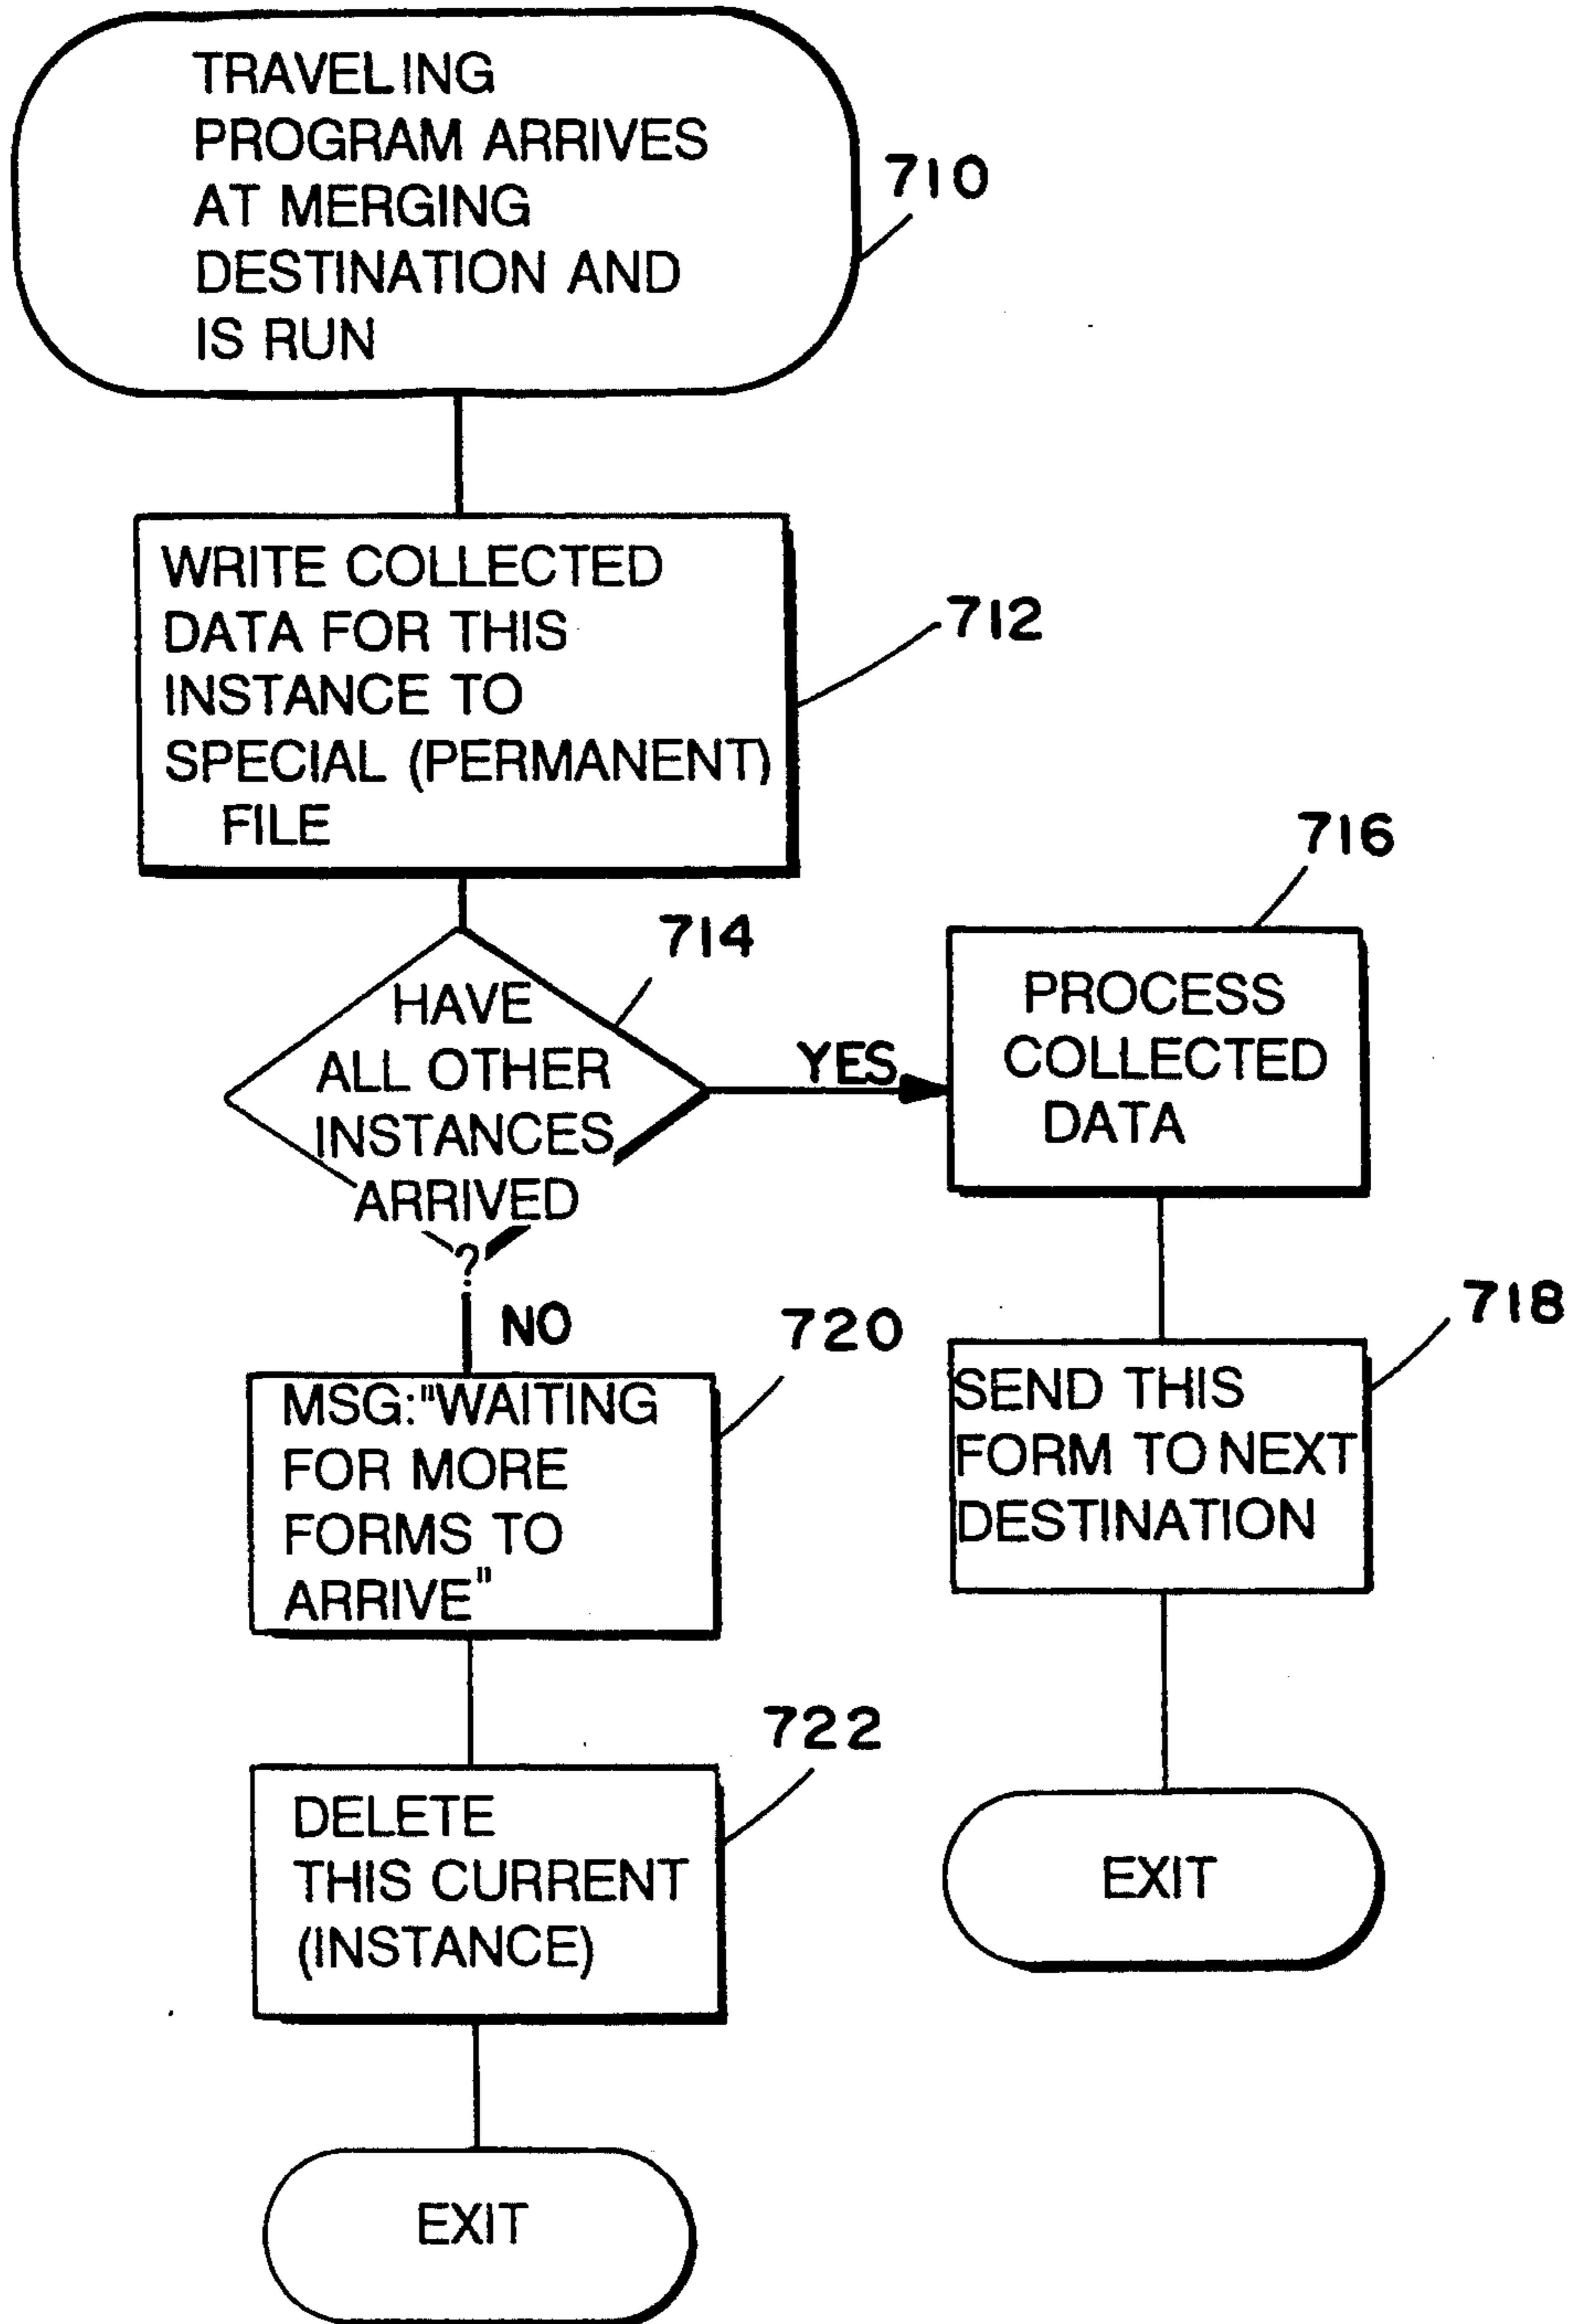 TRAVELING
PROGRAM ARRIVES
AT MERGING
DESTINATION AND
IS RUN
710
WRITE COLLECTED
DATA FOR THIS
INSTANCE TO
SPECIAL (PERMANENT)
FILE
712
HAVE
ALL OTHER
INSTANCES
ARRIVED
?
714
YES
NO
716
PROCESS
COLLECTED
DATA
718
SEND THIS
FORM TO NEXT
DESTINATION
EXIT
720
MSG:"WAITING
FOR MORE
FORMS TO
ARRIVE"
722
DELETE
THIS CURRENT
(INSTANCE)
EXIT